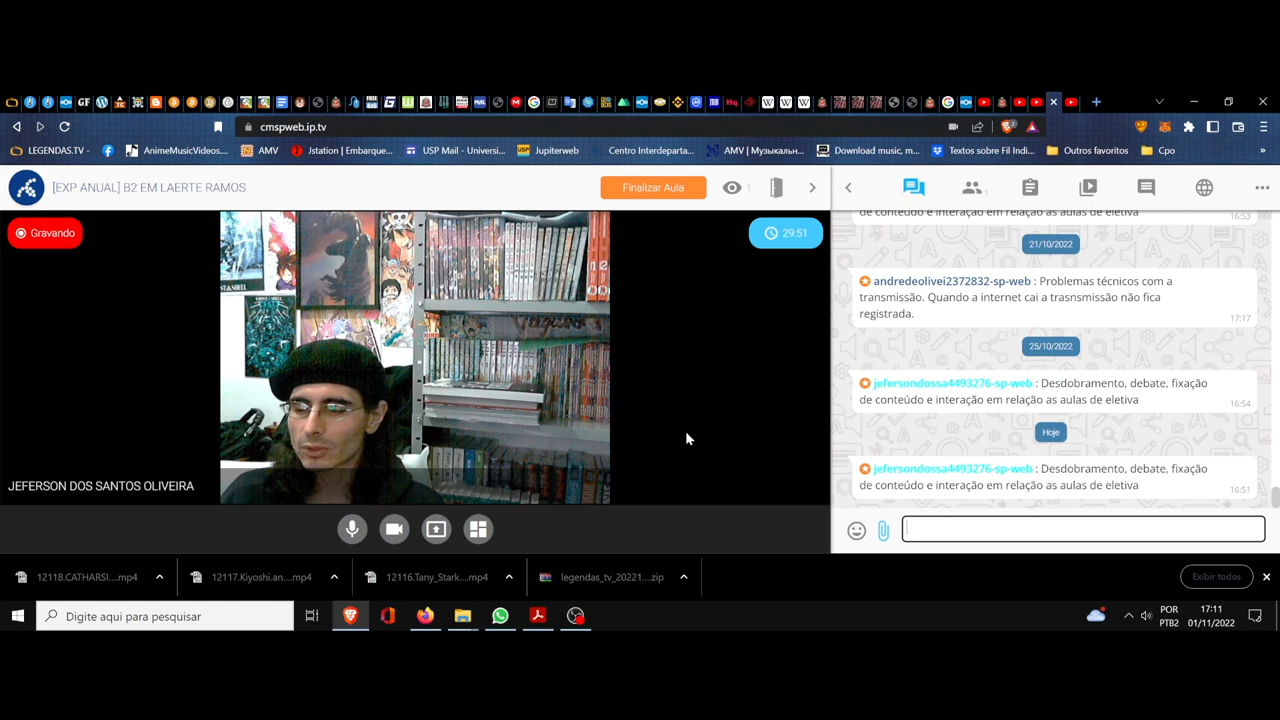 GF
cmspweb.ip.tv
2
LEGENDAS.TV -
AnimeMusicVideos...
AMV
Jstation | Embarque...
USP Mail - Universi...
Jupiterweb
Centro Interdeparta...
AMV | Музыкальн...
Download music, m...
Textos sobre Fil Indi...
Outros favoritos
Cpo
»
[EXP ANUAL] B2 EM LAERTE RAMOS
Finalizar Aula
1
1
Gravando
29:51
JEFERSON DOS SANTOS OLIVEIRA
de conteúdo e interação em relação as aulas de eletiva
16:53
21/10/2022
andredeolivei2372832-sp-web : Problemas técnicos com a
transmissão. Quando a internet cai a trasnsmissão não fica
registrada.
17:17
25/10/2022
jefersondossa4493276-sp-web : Desdobramento, debate, fixação
de conteúdo e interação em relação as aulas de eletiva
16:54
Hoje
jefersondossa4493276-sp-web : Desdobramento, debate, fixação
de conteúdo e interação em relação as aulas de eletiva
16:51
12118.CATHARSI....mp4
12117.Kiyoshi.an....mp4
12116.Tany_Stark....mp4
legendas_tv_20221....zip
Exibir todos
Digite aqui para pesquisar
POR
PTB2
17:11
01/11/2022